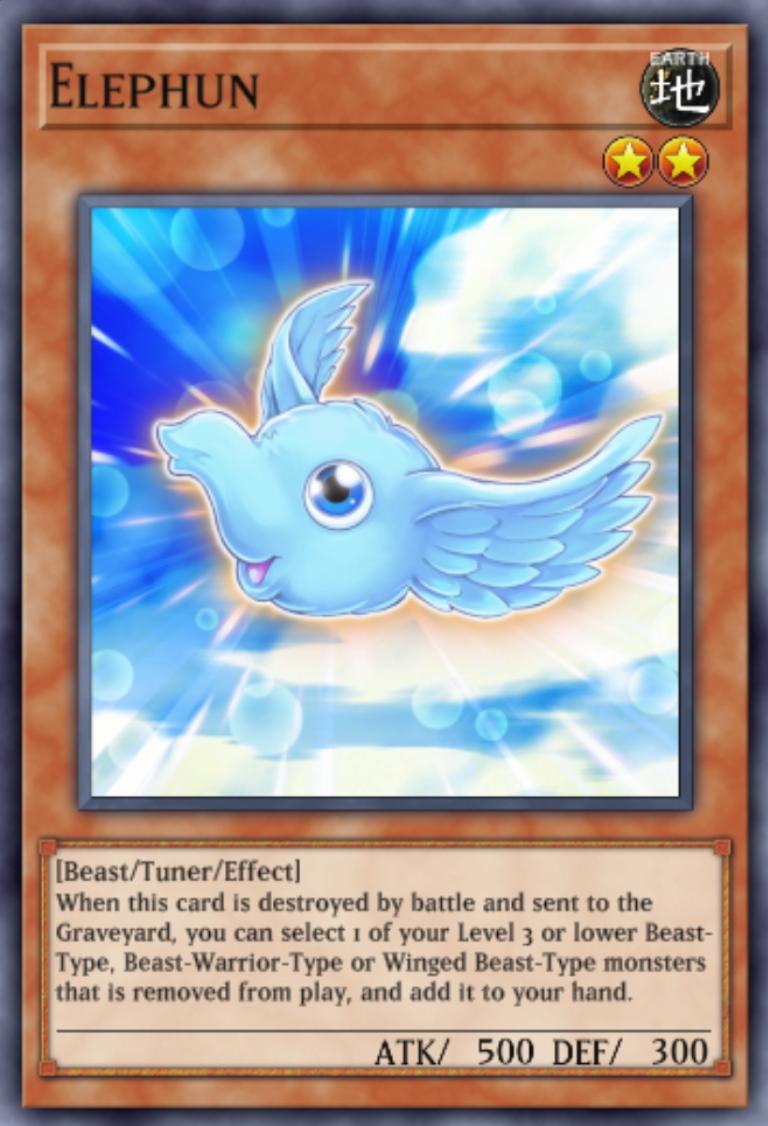 Elephun
EARTH
地
[Beast/Tuner/Effect]
When this card is destroyed by battle and sent to the
Graveyard, you can select 1 of your Level 3 or lower Beast-
Type, Beast-Warrior-Type or Winged Beast-Type monsters
that is removed from play, and add it to your hand.
ATK/ 500 DEF/ 300